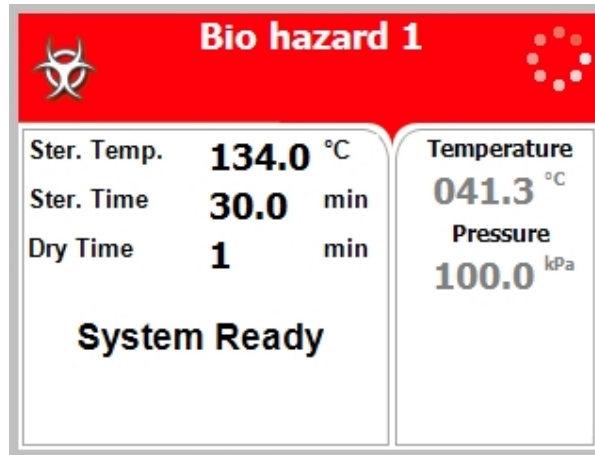 Bio hazard 1
Ster. Temp. 134.0 °C
Ster. Time 30.0 min
Dry Time 1 min
System Ready
Temperature
041.3 °C
Pressure
100.0 kPa